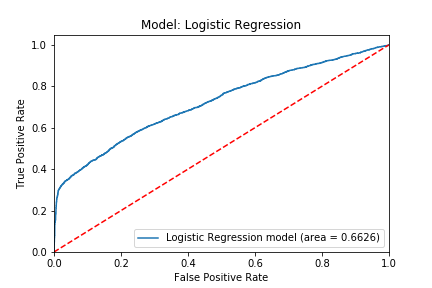 Model: Logistic Regression
True Positive Rate
1.0
0.8
0.6
0.4
0.2
0.0
Logistic Regression model (area = 0.6626)
0.0 0.2 0.4 0.6 0.8 1.0
False Positive Rate